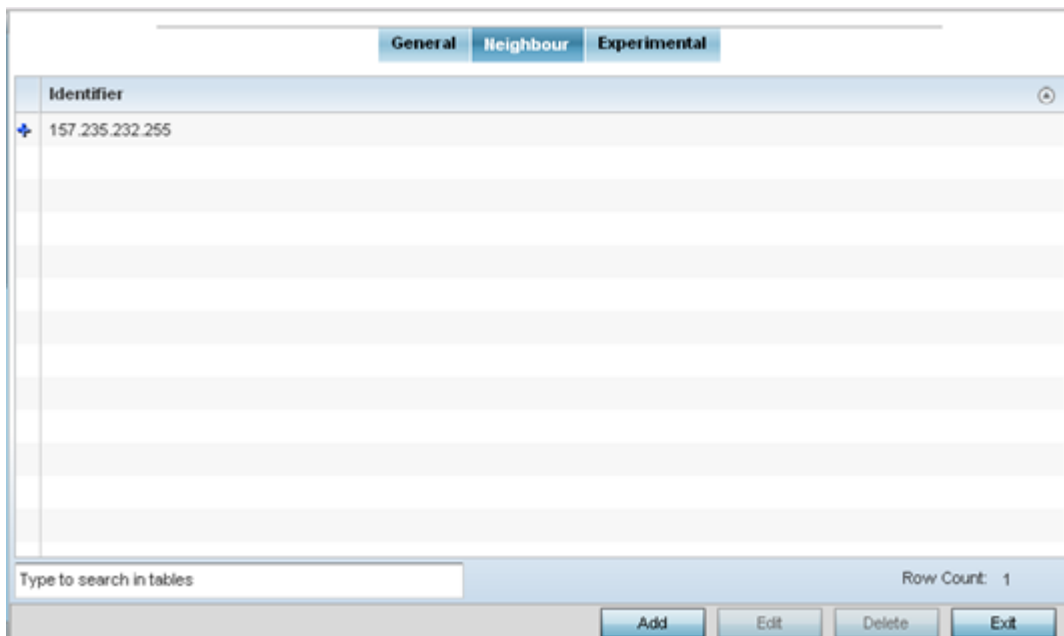 General Neighbour Experimental
Identifier
157.235.232.255
Type to search in tables Row Count: 1
Add Edit Delete Exit